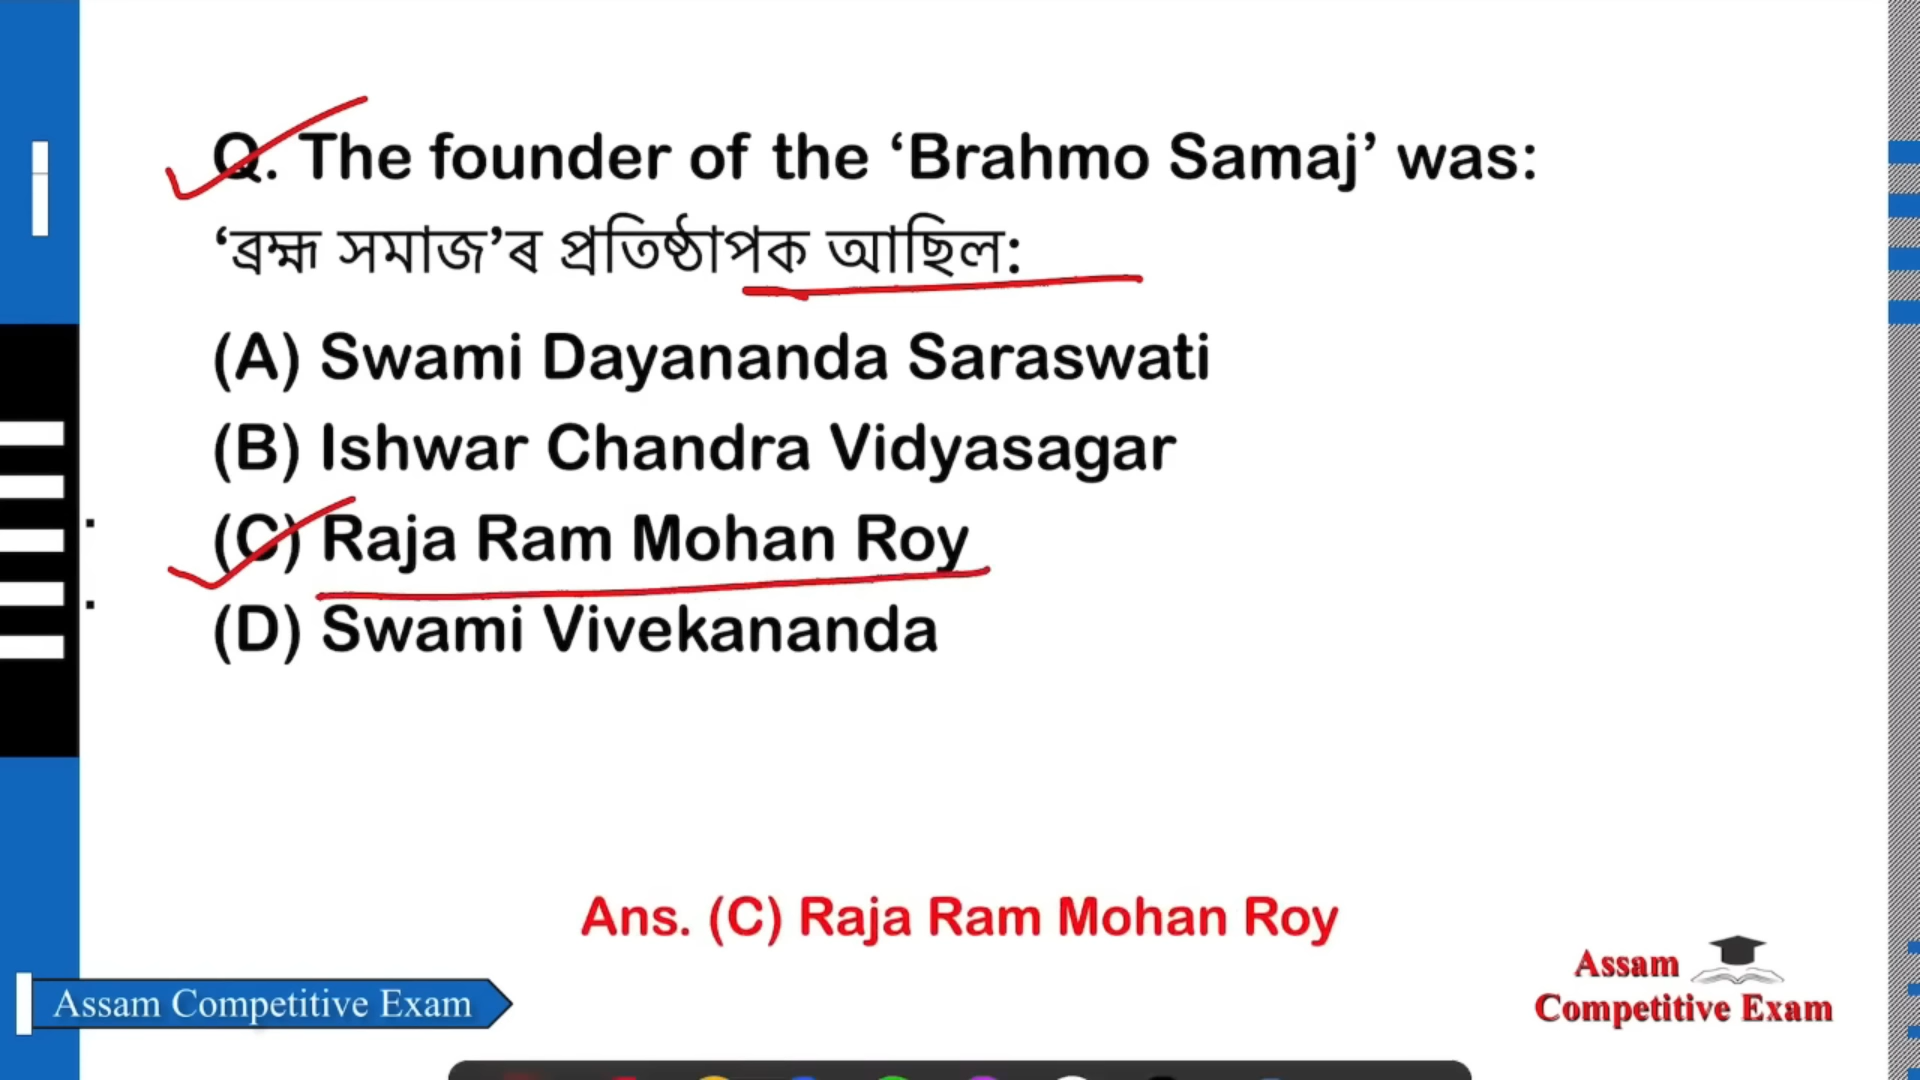 Q. The founder of the ‘Brahmo Samaj’ was:
‘ব্ৰহ্ম সমাজ’ৰ প্ৰতিষ্ঠাপক আছিল:
(A) Swami Dayananda Saraswati
(B) Ishwar Chandra Vidyasagar
(C) Raja Ram Mohan Roy
(D) Swami Vivekananda
Ans. (C) Raja Ram Mohan Roy
Assam Competitive Exam
Assam
Competitive Exam